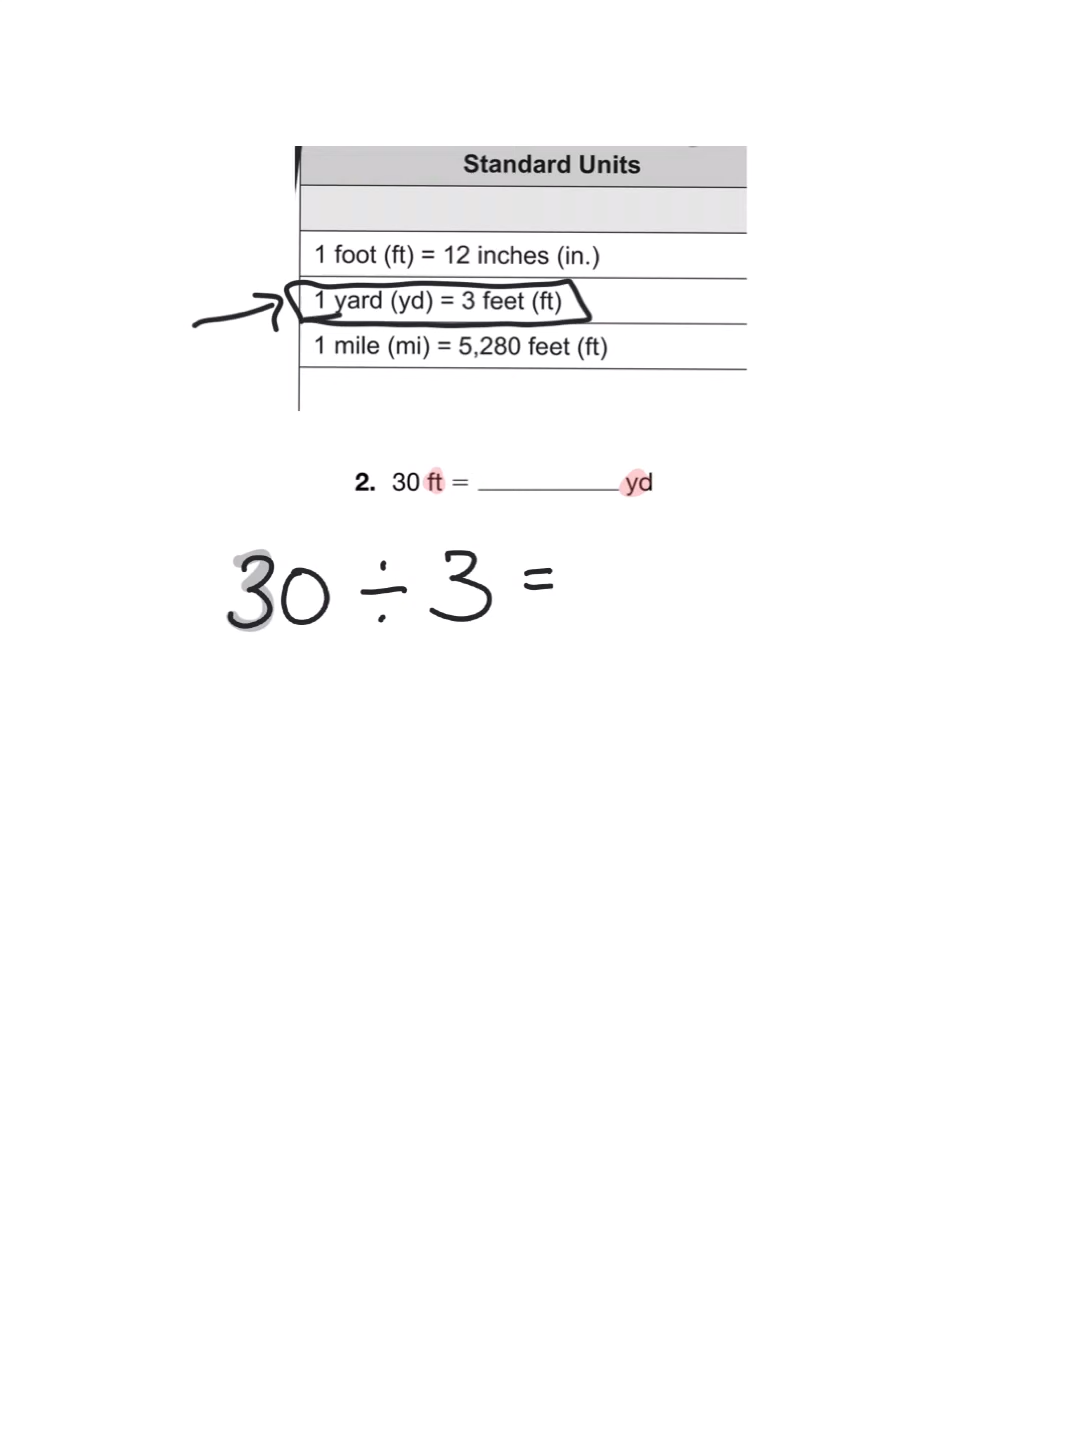 Standard Units
1 foot (ft) = 12 inches (in.)
1 yard (yd) = 3 feet (ft)
1 mile (mi) = 5,280 feet (ft)
2. 30 ft = __________ yd
30 ÷ 3 =